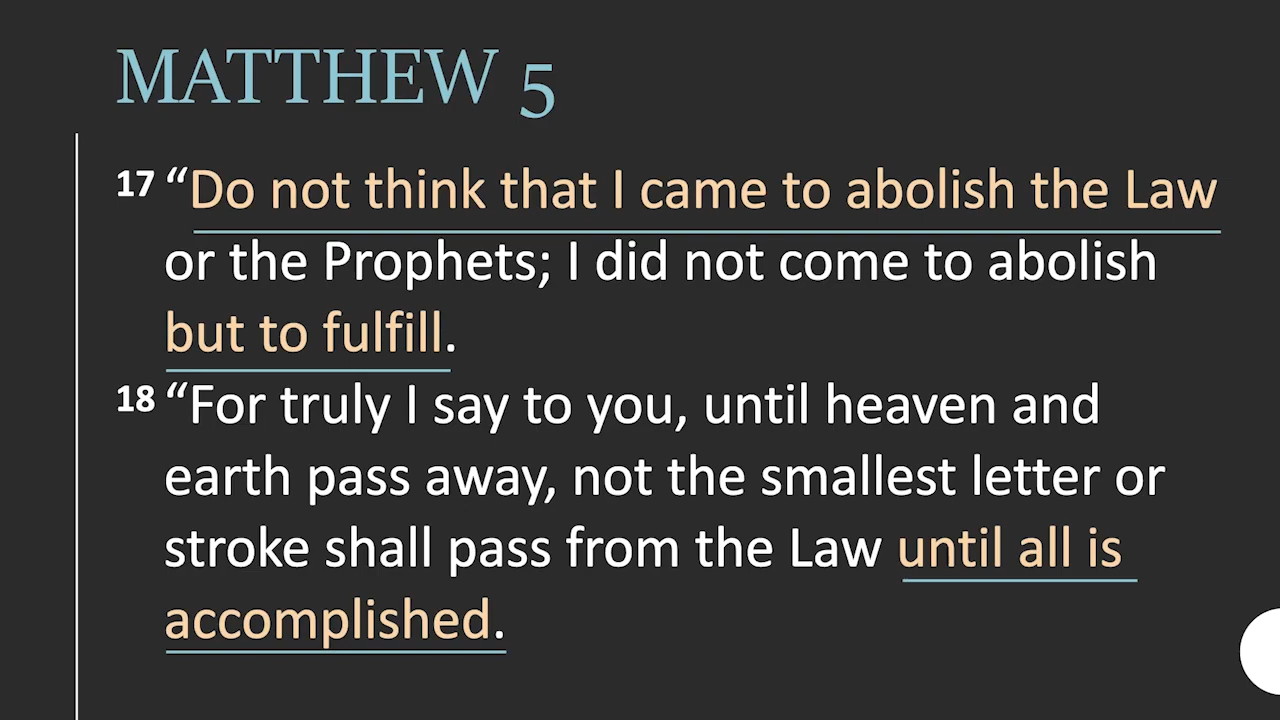 MATTHEW 5
17 “Do not think that I came to abolish the Law
or the Prophets; I did not come to abolish
but to fulfill.
18 “For truly I say to you, until heaven and
earth pass away, not the smallest letter or
stroke shall pass from the Law until all is
accomplished.